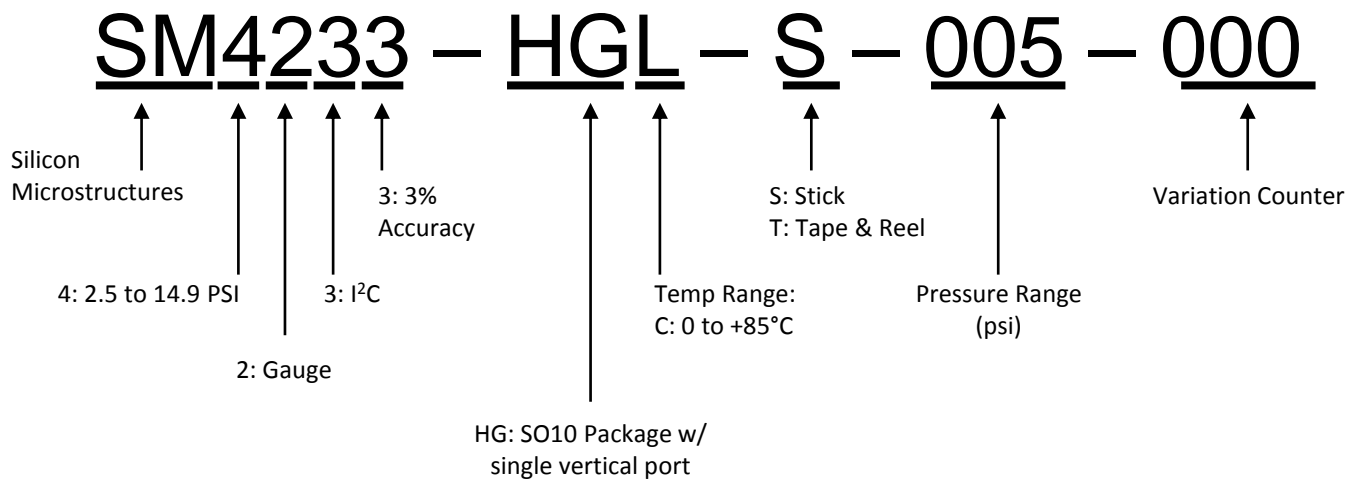 SM4233 – HGL – S – 005 – 000
Silicon
Microstructures
3: 3%
Accuracy
S: Stick
T: Tape & Reel
Variation Counter
4: 2.5 to 14.9 PSI
3: I²C
Temp Range:
C: 0 to +85°C
Pressure Range
(psi)
2: Gauge
HG: SO10 Package w/
single vertical port